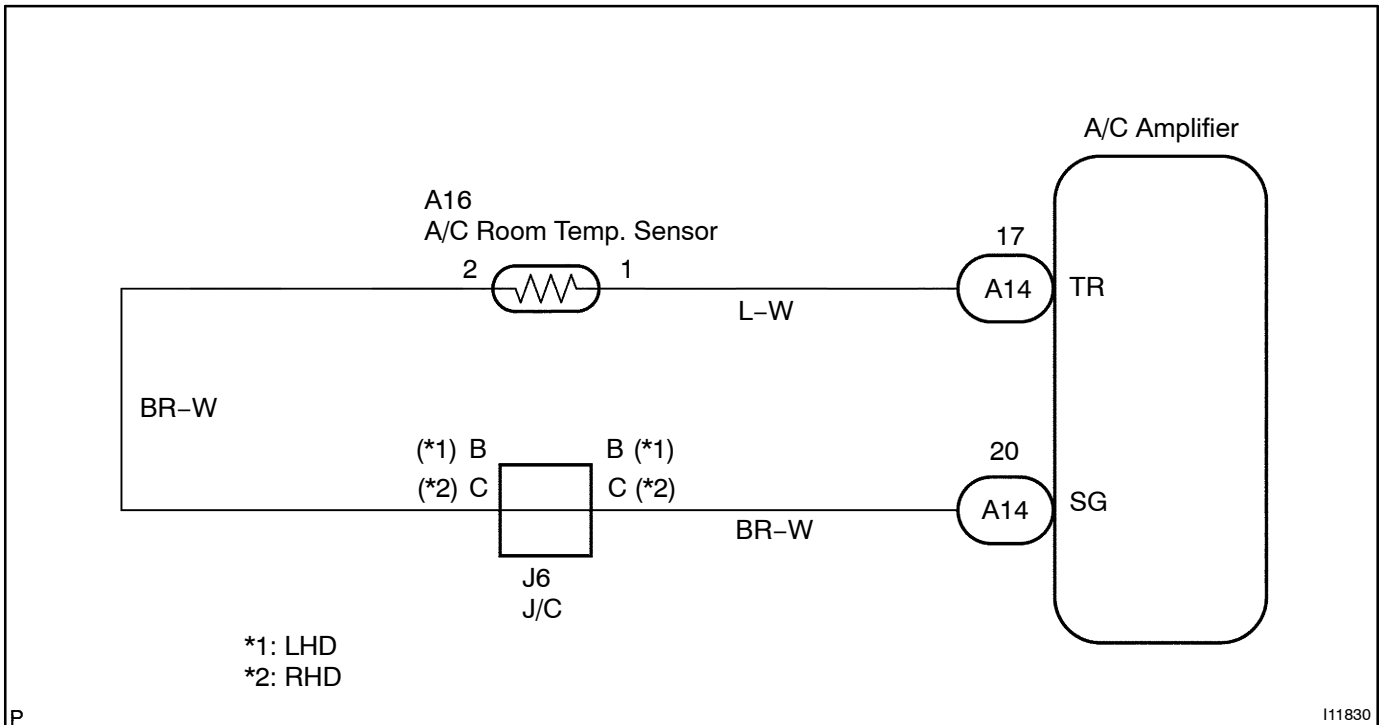 A/C Amplifier
A16
A/C Room Temp. Sensor
2
1
17
A14
TR
L–W
BR–W
(*1) B
B (*1)
(*2) C
C (*2)
20
A14
SG
BR–W
J6
J/C
*1: LHD
*2: RHD
P
I11830